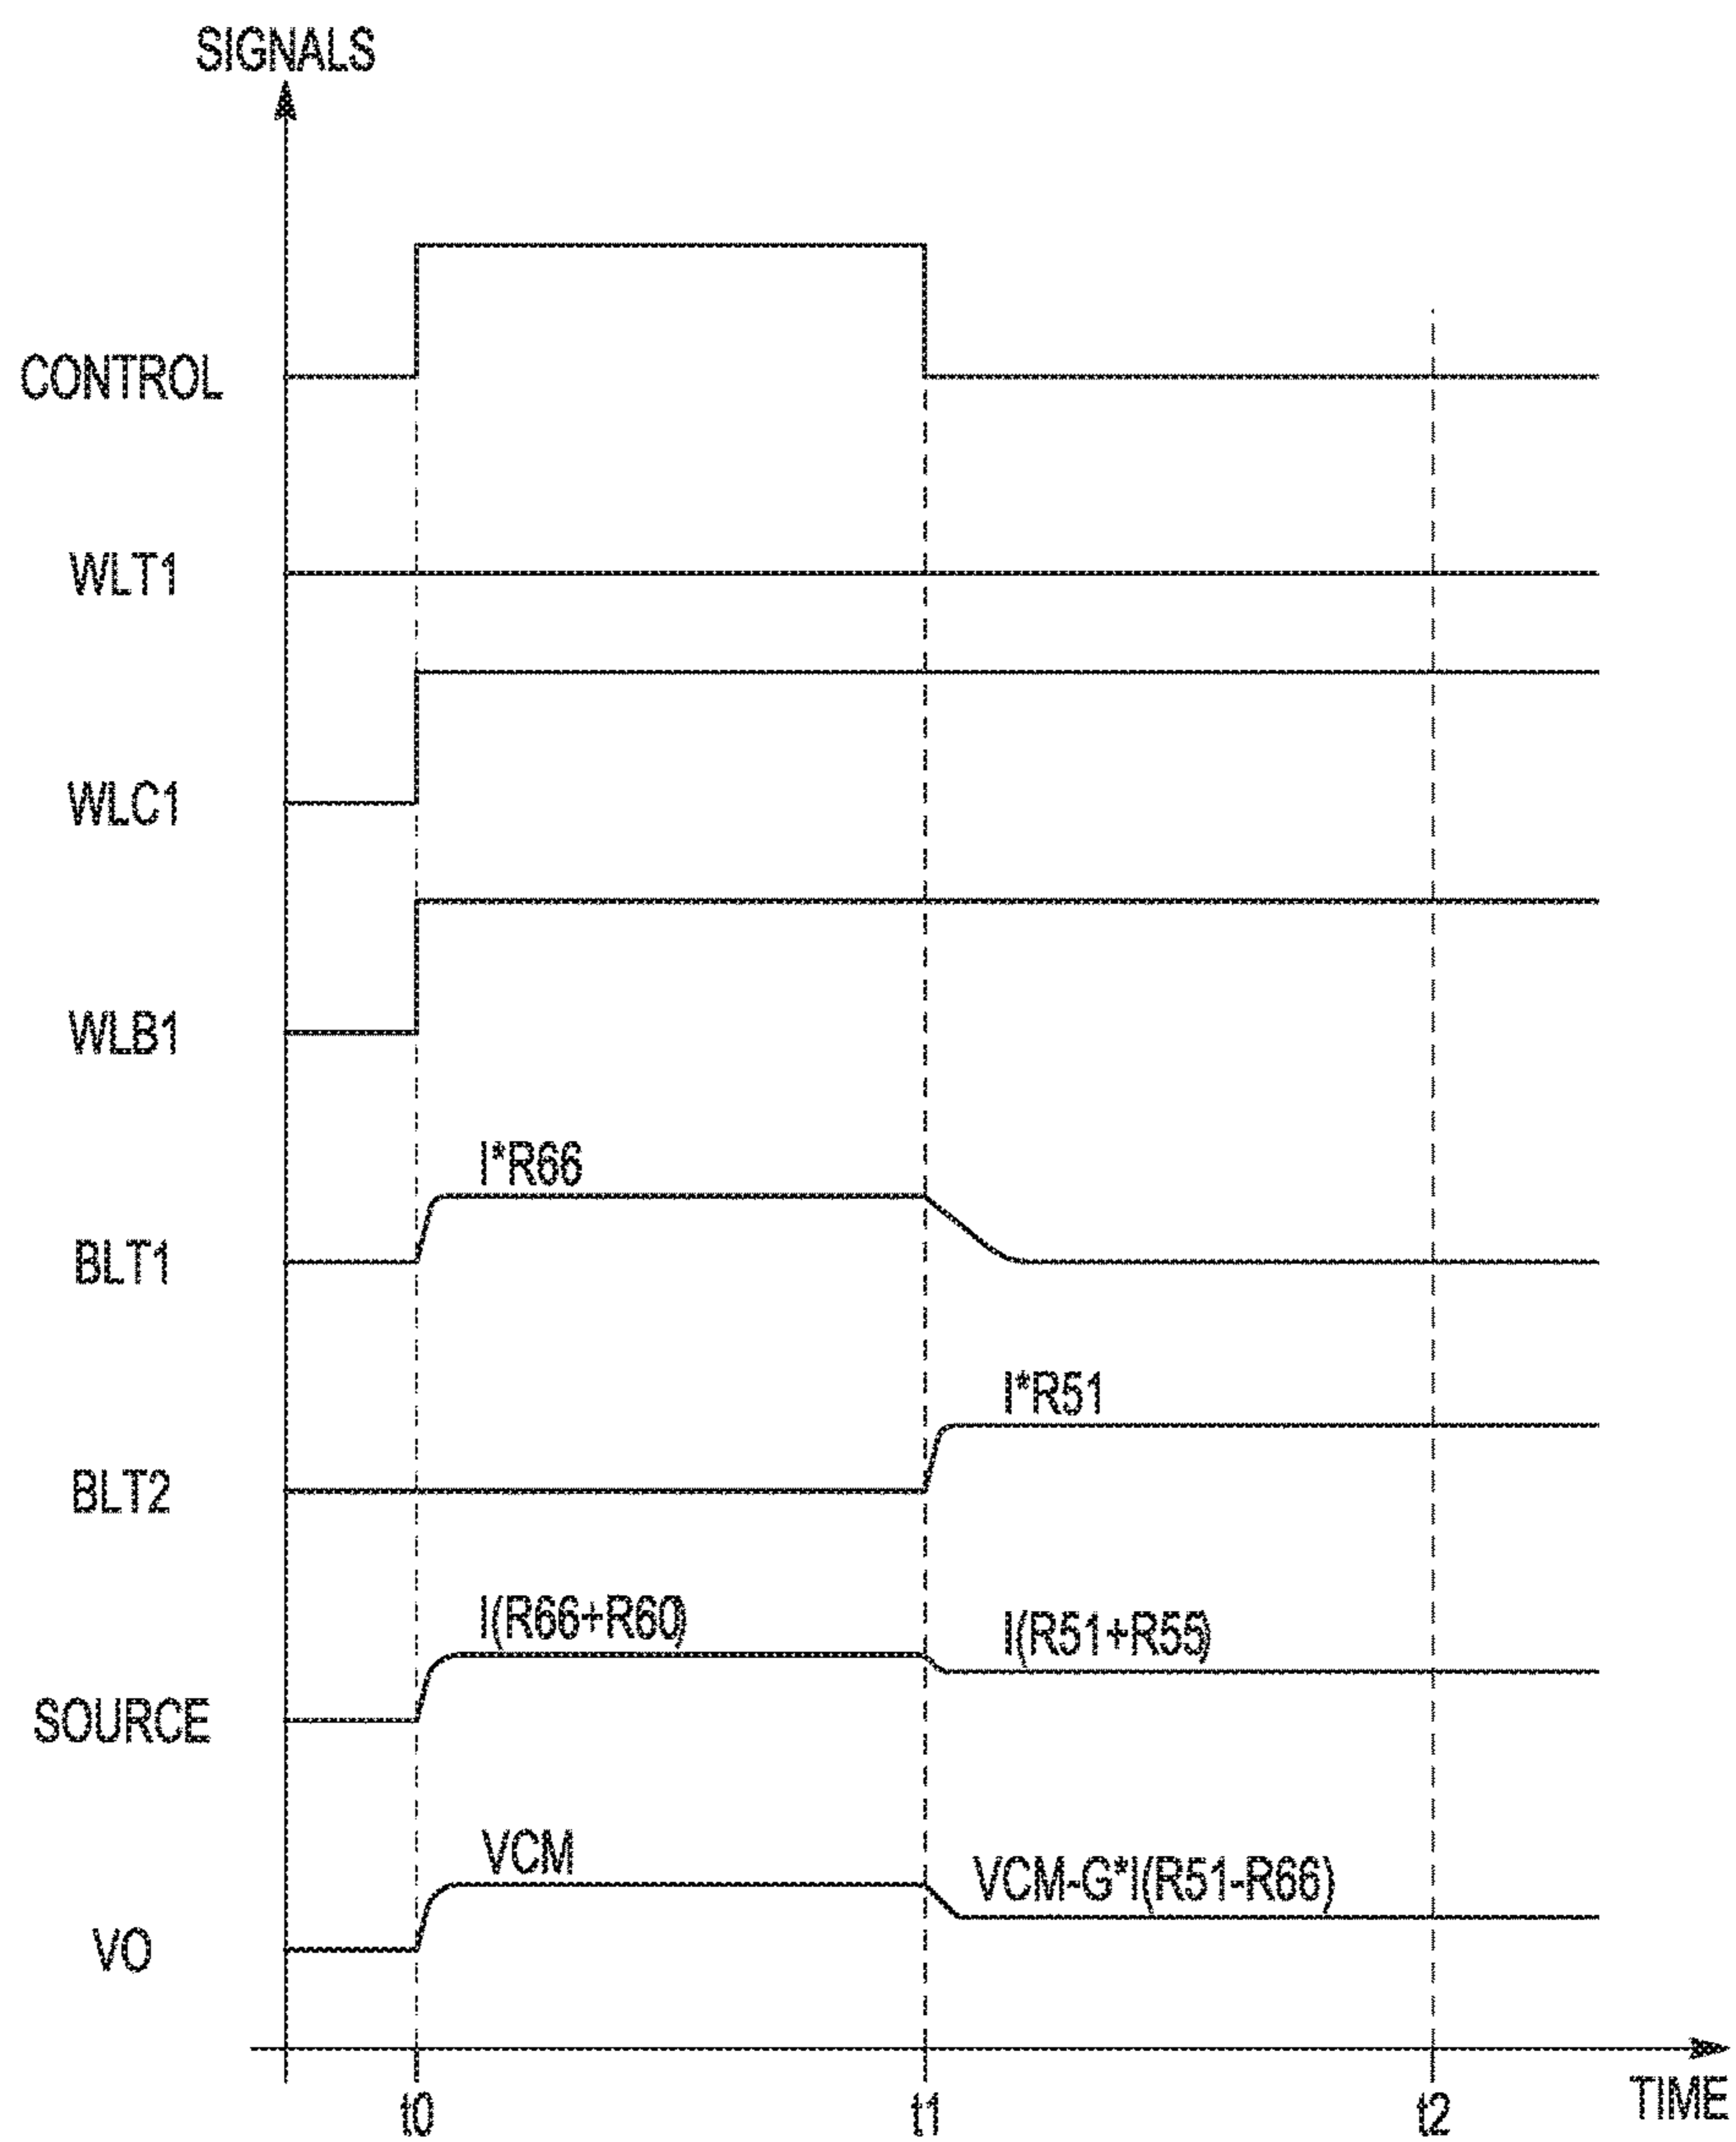 SIGNALS
CONTROL
WLT1
WLC1
WLB1
I*R66
BLT1
I*R51
BLT2
I(R66+R60) I(R51+R55)
SOURCE
VCM VCM-G*I(R51-R66)
VO
t0 t1 t2 TIME